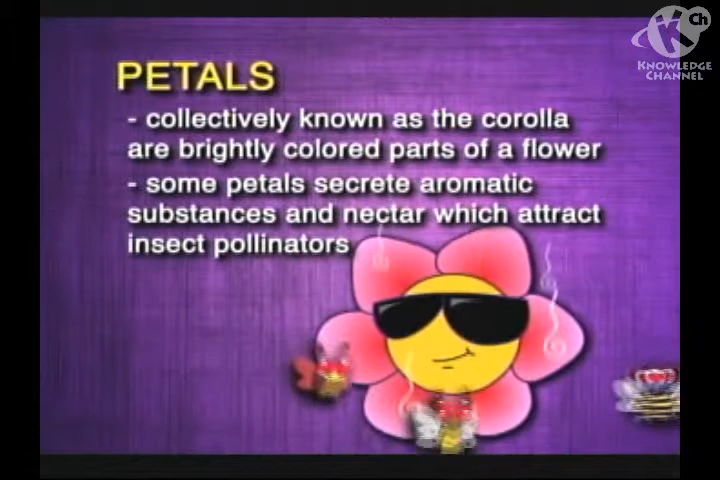 Ch
K
KNOWLEDGE
CHANNEL
PETALS
- collectively known as the corolla
are brightly colored parts of a flower
- some petals secrete aromatic
substances and nectar which attract
insect pollinators